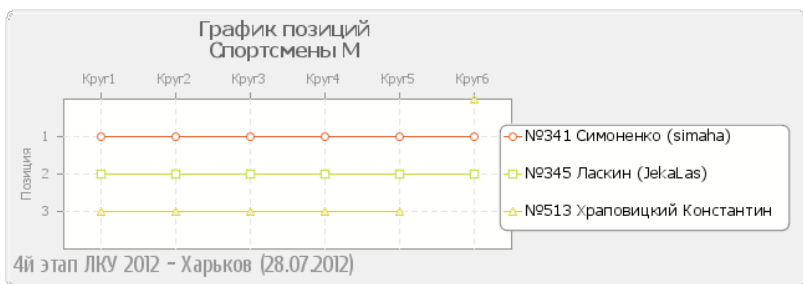 График позиций
Спортсмены М
Круг1 Круг2 Круг3 Круг4 Круг5 Круг6
Позиция
1
2
3
№341 Симоненко (simaha)
№345 Ласкин (JekaLas)
№513 Храповицкий Константин
4й этап ЛКУ 2012 - Харьков (28.07.2012)